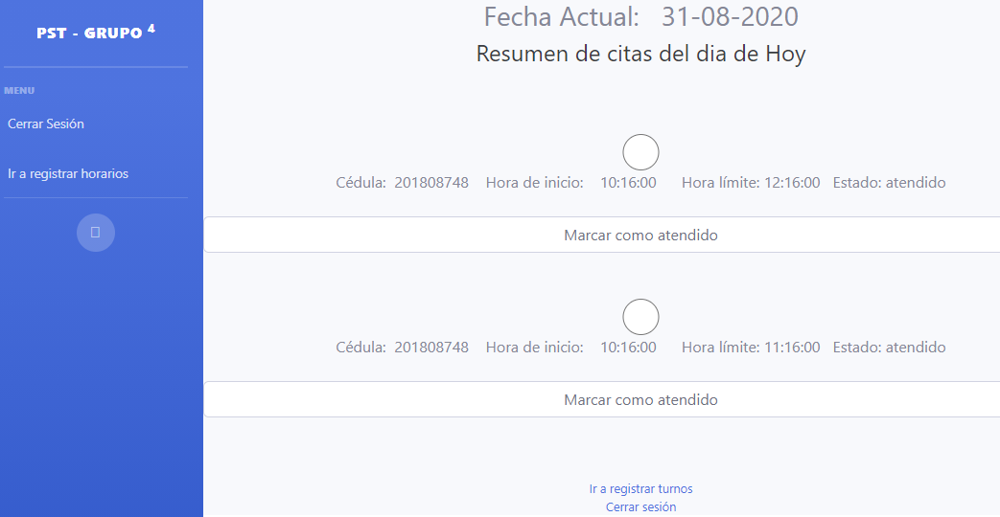 PST - GRUPO 4
MENU
Cerrar Sesión
Ir a registrar horarios
Fecha Actual: 31-08-2020
Resumen de citas del dia de Hoy
Cédula: 201808748 Hora de inicio: 10:16:00 Hora límite: 12:16:00 Estado: atendido
Marcar como atendido
Cédula: 201808748 Hora de inicio: 10:16:00 Hora límite: 11:16:00 Estado: atendido
Marcar como atendido
Ir a registrar turnos
Cerrar sesión